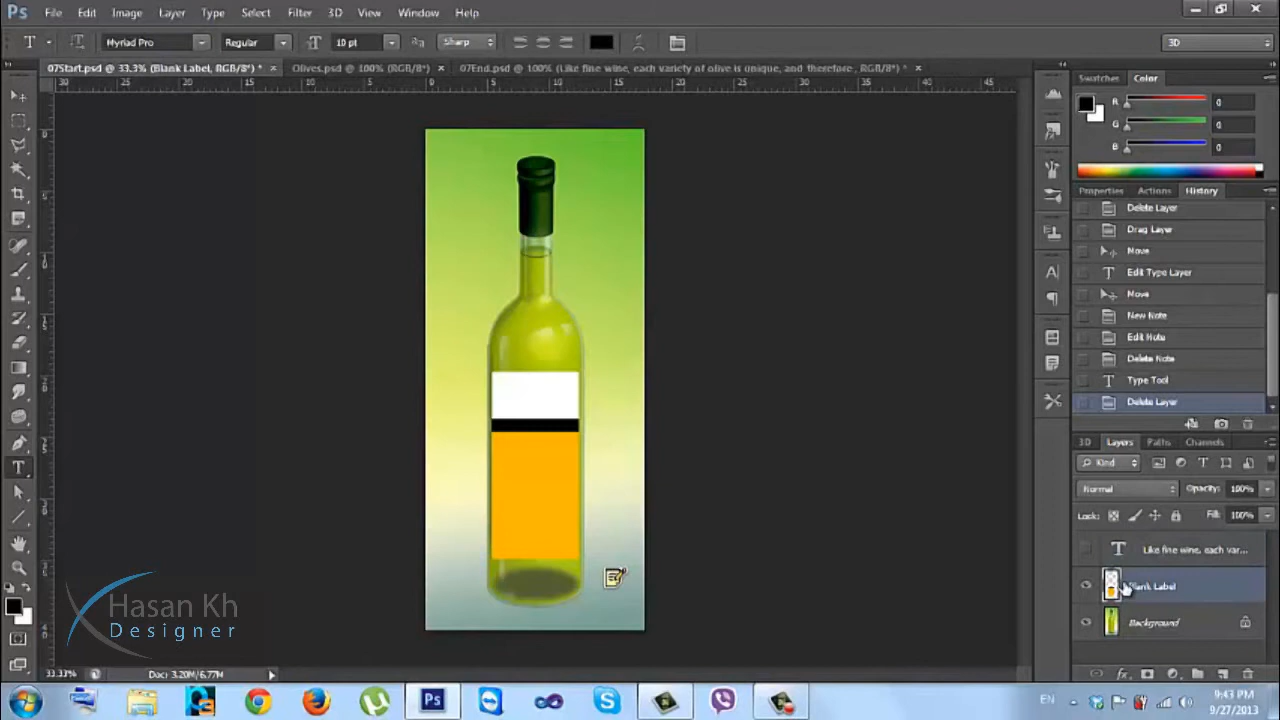 Ps File Edit Image Layer Type Select Filter 3D View Window Help
T Myriad Pro Regular 10 pt Sharp 3D
07Start.psd @ 33.3% (Blank Label, RGB/8*) * × Olives.psd @ 100% (RGB/8*) × 07End.psd @ 100% (Like fine wine, each variety of olive is unique, and therefore , RGB/8*) * ×
Swatches Color
R 0
G 0
B 0
Properties Actions History
Delete Layer
Drag Layer
Move
Edit Type Layer
Move
New Note
Edit Note
Delete Note
Type Tool
Delete Layer
3D Layers Paths Channels
Kind
Normal Opacity: 100%
Lock: Fill: 100%
Like fine wine, each var...
Blank Label
Background
Hasan Kh
Designer
33.33% Doc: 3.20M/6.77M
EN 9:43 PM
9/27/2013